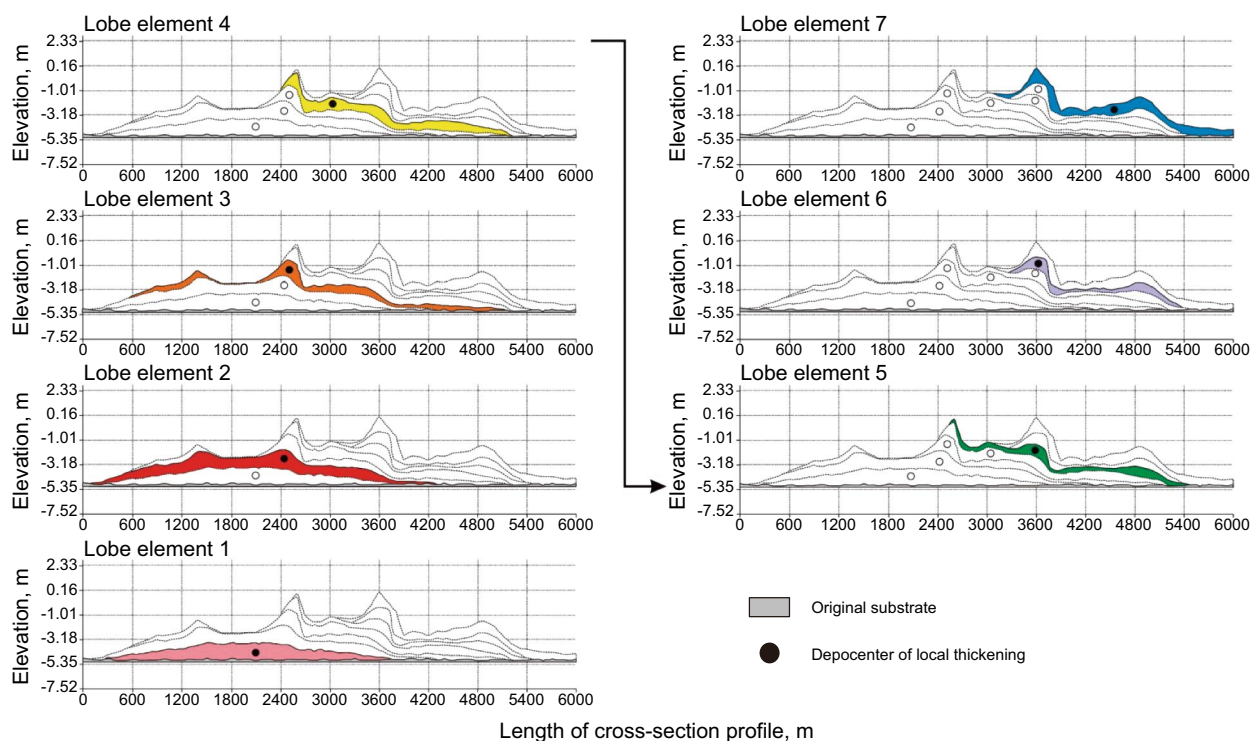 Lobe element 4
Elevation, m
2.33
0.16
-1.01
-3.18
-5.35
-7.52
0 600 1200 1800 2400 3000 3600 4200 4800 5400 6000
Lobe element 3
Elevation, m
2.33
0.16
-1.01
-3.18
-5.35
-7.52
0 600 1200 1800 2400 3000 3600 4200 4800 5400 6000
Lobe element 2
Elevation, m
2.33
0.16
-1.01
-3.18
-5.35
-7.52
0 600 1200 1800 2400 3000 3600 4200 4800 5400 6000
Lobe element 1
Elevation, m
2.33
0.16
-1.01
-3.18
-5.35
-7.52
0 600 1200 1800 2400 3000 3600 4200 4800 5400 6000
Lobe element 7
Elevation, m
2.33
0.16
-1.01
-3.18
-5.35
-7.52
0 600 1200 1800 2400 3000 3600 4200 4800 5400 6000
Lobe element 6
Elevation, m
2.33
0.16
-1.01
-3.18
-5.35
-7.52
0 600 1200 1800 2400 3000 3600 4200 4800 5400 6000
Lobe element 5
Elevation, m
2.33
0.16
-1.01
-3.18
-5.35
-7.52
0 600 1200 1800 2400 3000 3600 4200 4800 5400 6000
Original substrate
Depocenter of local thickening
Length of cross-section profile, m